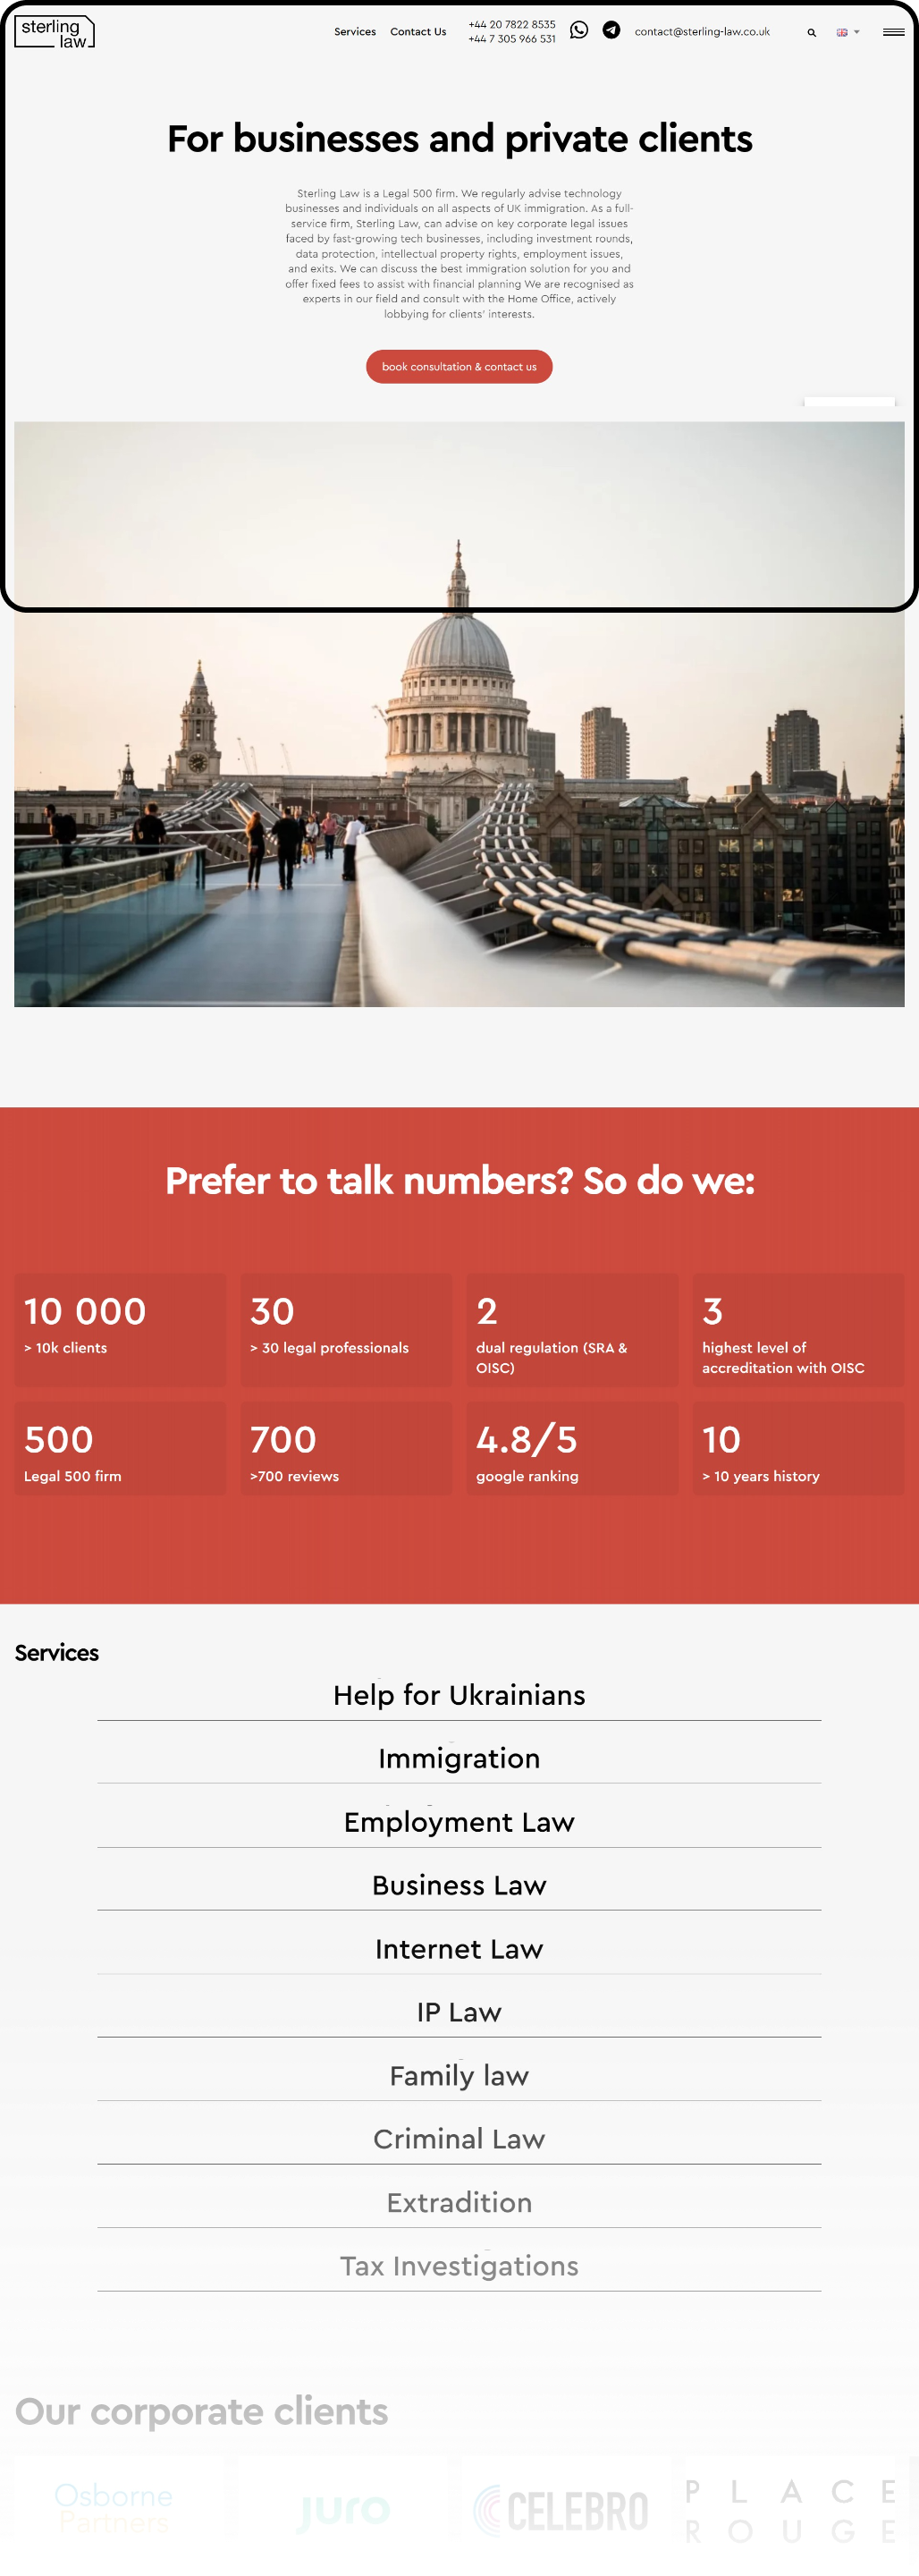 sterling
law
Services
Contact Us
+44 20 7822 8535
+44 7 305 966 531
contact@sterling-law.co.uk
For businesses and private clients
Sterling Law is a Legal 500 firm. We regularly advise technology
businesses and individuals on all aspects of UK immigration. As a full-
service firm, Sterling Law, can advise on key corporate legal issues
faced by fast-growing tech businesses, including investment rounds,
data protection, intellectual property rights, employment issues,
and exits. We can discuss the best immigration solution for you and
offer fixed fees to assist with financial planning We are recognised as
experts in our field and consult with the Home Office, actively
lobbying for clients' interests.
book consultation & contact us
Prefer to talk numbers? So do we:
10 000
> 10k clients
30
> 30 legal professionals
2
dual regulation (SRA &
OISC)
3
highest level of
accreditation with OISC
500
Legal 500 firm
700
>700 reviews
4.8/5
google ranking
10
> 10 years history
Services
Help for Ukrainians
Immigration
Employment Law
Business Law
Internet Law
IP Law
Family law
Criminal Law
Extradition
Tax Investigations
Our corporate clients
Osborne
Partners
juro
CELEBRO
PLACE
ROUGE